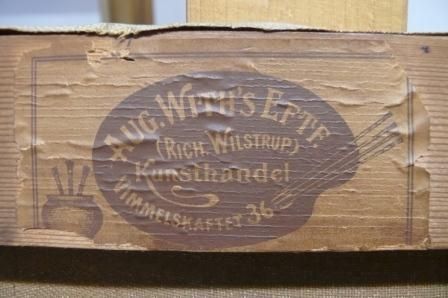 AUG. WITH'S EFTF.
(RICH. WILSTRUP)
Kunsthandel
VIMMELSKAFTET 36